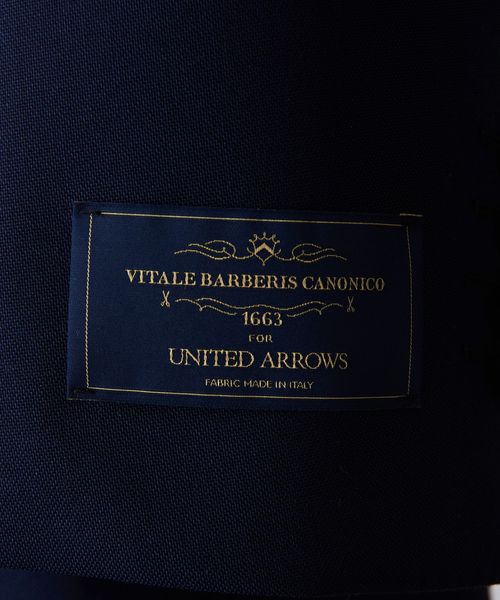 VITALE BARBERIS CANONICO
1663
FOR
UNITED ARROWS
FABRIC MADE IN ITALY